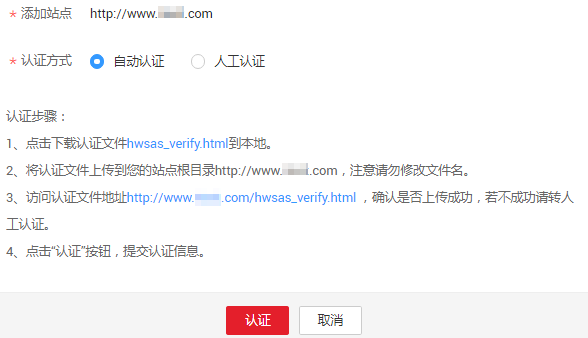 * 添加站点 http://www. .com
* 认证方式 自动认证 人工认证
认证步骤：
1、点击下载认证文件hwsas_verify.html到本地。
2、将认证文件上传到您的站点根目录http://www. .com，注意请勿修改文件名。
3、访问认证文件地址http://www. .com/hwsas_verify.html ，确认是否上传成功，若不成功请转人
工认证。
4、点击“认证”按钮，提交认证信息。
认证 取消